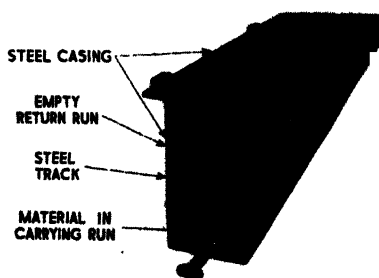 STEEL CASING
EMPTY
RETURN RUN
STEEL
TRACK
MATERIAL IN
CARRYING RUN